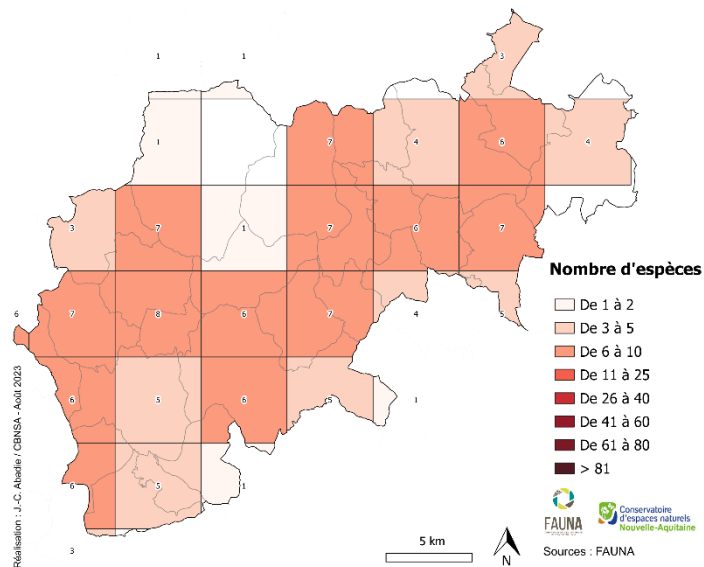 1 1
3
1 7 4 6 4
3 7 1 7 6 7
6 7 8 6 7 4 5
6 5 6 5 1
6 5 1
3
Nombre d'espèces
De 1 à 2
De 3 à 5
De 6 à 10
De 11 à 25
De 26 à 40
De 41 à 60
De 61 à 80
> 81
FAUNA
Conservatoire
d'espaces naturels
Nouvelle-Aquitaine
5 km
N
Sources : FAUNA
Réalisation : J.-C. Abadie / CBNSA - Août 2023